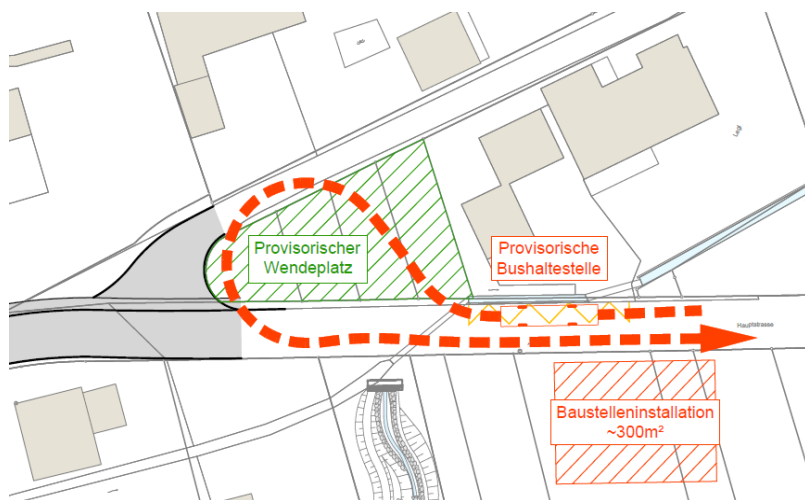 Provisorischer
Wendeplatz
Provisorische
Bushaltestelle
Hauptstrasse
Baustelleninstallation
~300m²